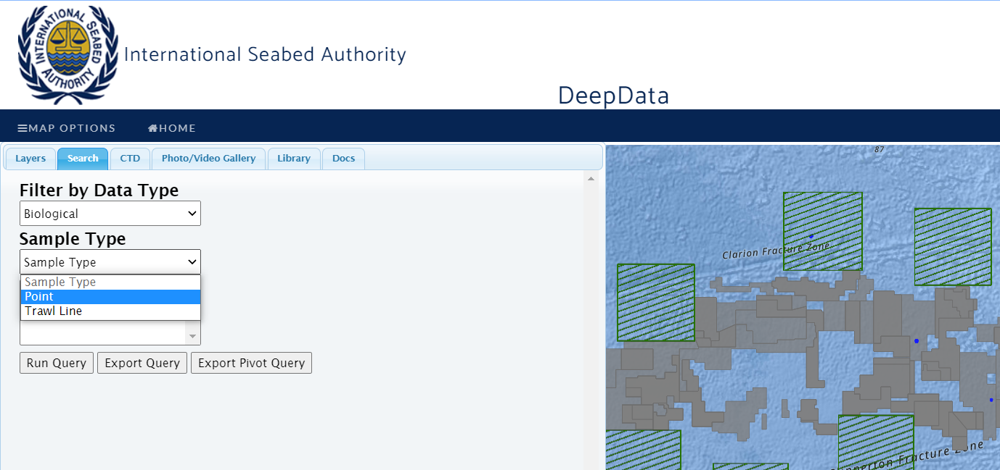 INTERNATIONAL SEABED
AUTHORITY
International Seabed Authority
DeepData
MAP OPTIONS HOME
Layers Search CTD Photo/Video Gallery Library Docs
87
Filter by Data Type
Biological
Sample Type
Sample Type
Sample Type
Point
Trawl Line
Clarion Fracture Zone
Run Query Export Query Export Pivot Query
Fracture Zone